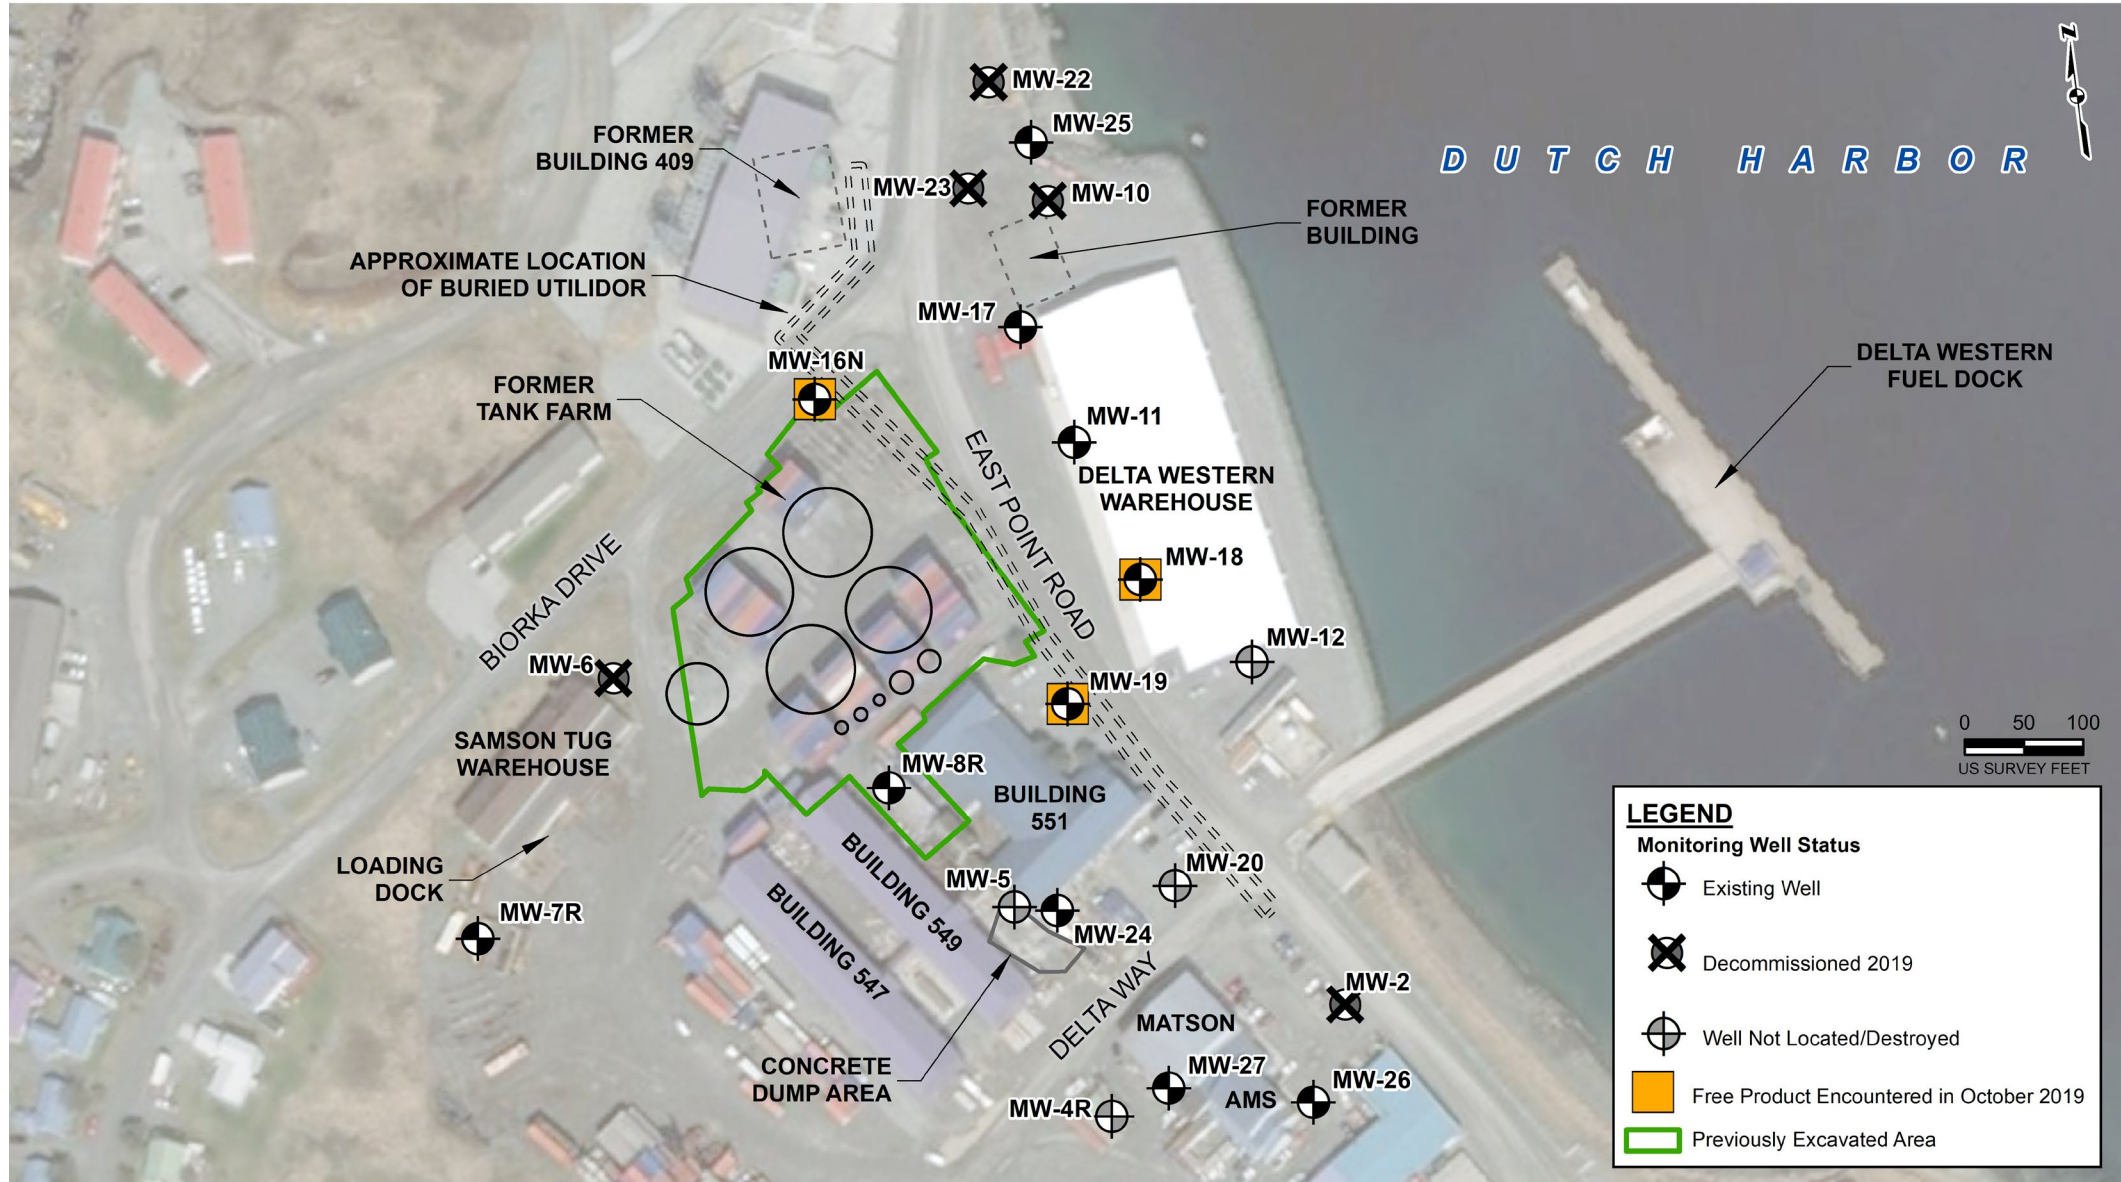 MW-22
MW-25
FORMER
BUILDING 409
MW-23
MW-10
Z
DUTCH HARBOR
FORMER
BUILDING
APPROXIMATE LOCATION
OF BURIED UTILIDOR
MW-17
MW-16N
FORMER
TANK FARM
DELTA WESTERN
FUEL DOCK
MW-11
DELTA WESTERN
WAREHOUSE
EAST POINT ROAD
MW-18
BIORKA DRIVE
MW-12
MW-6
MW-19
SAMSON TUG
WAREHOUSE
0 50 100
US SURVEY FEET
MW-8R
BUILDING
551
LOADING
DOCK
MW-7R
BUILDING 549
BUILDING 547
MW-5
MW-20
MW-24
DELTA WAY
MW-2
MATSON
CONCRETE
DUMP AREA
MW-27
AMS
MW-26
MW-4R
LEGEND
Monitoring Well Status
Existing Well
Decommissioned 2019
Well Not Located/Destroyed
Free Product Encountered in October 2019
Previously Excavated Area